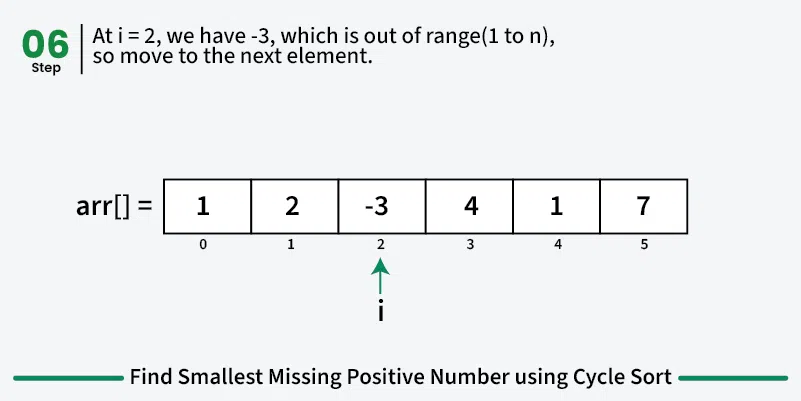 06
Step
At i = 2, we have -3, which is out of range(1 to n),
so move to the next element.
arr[] = 1 2 -3 4 1 7
0 1 2 3 4 5
i
Find Smallest Missing Positive Number using Cycle Sort